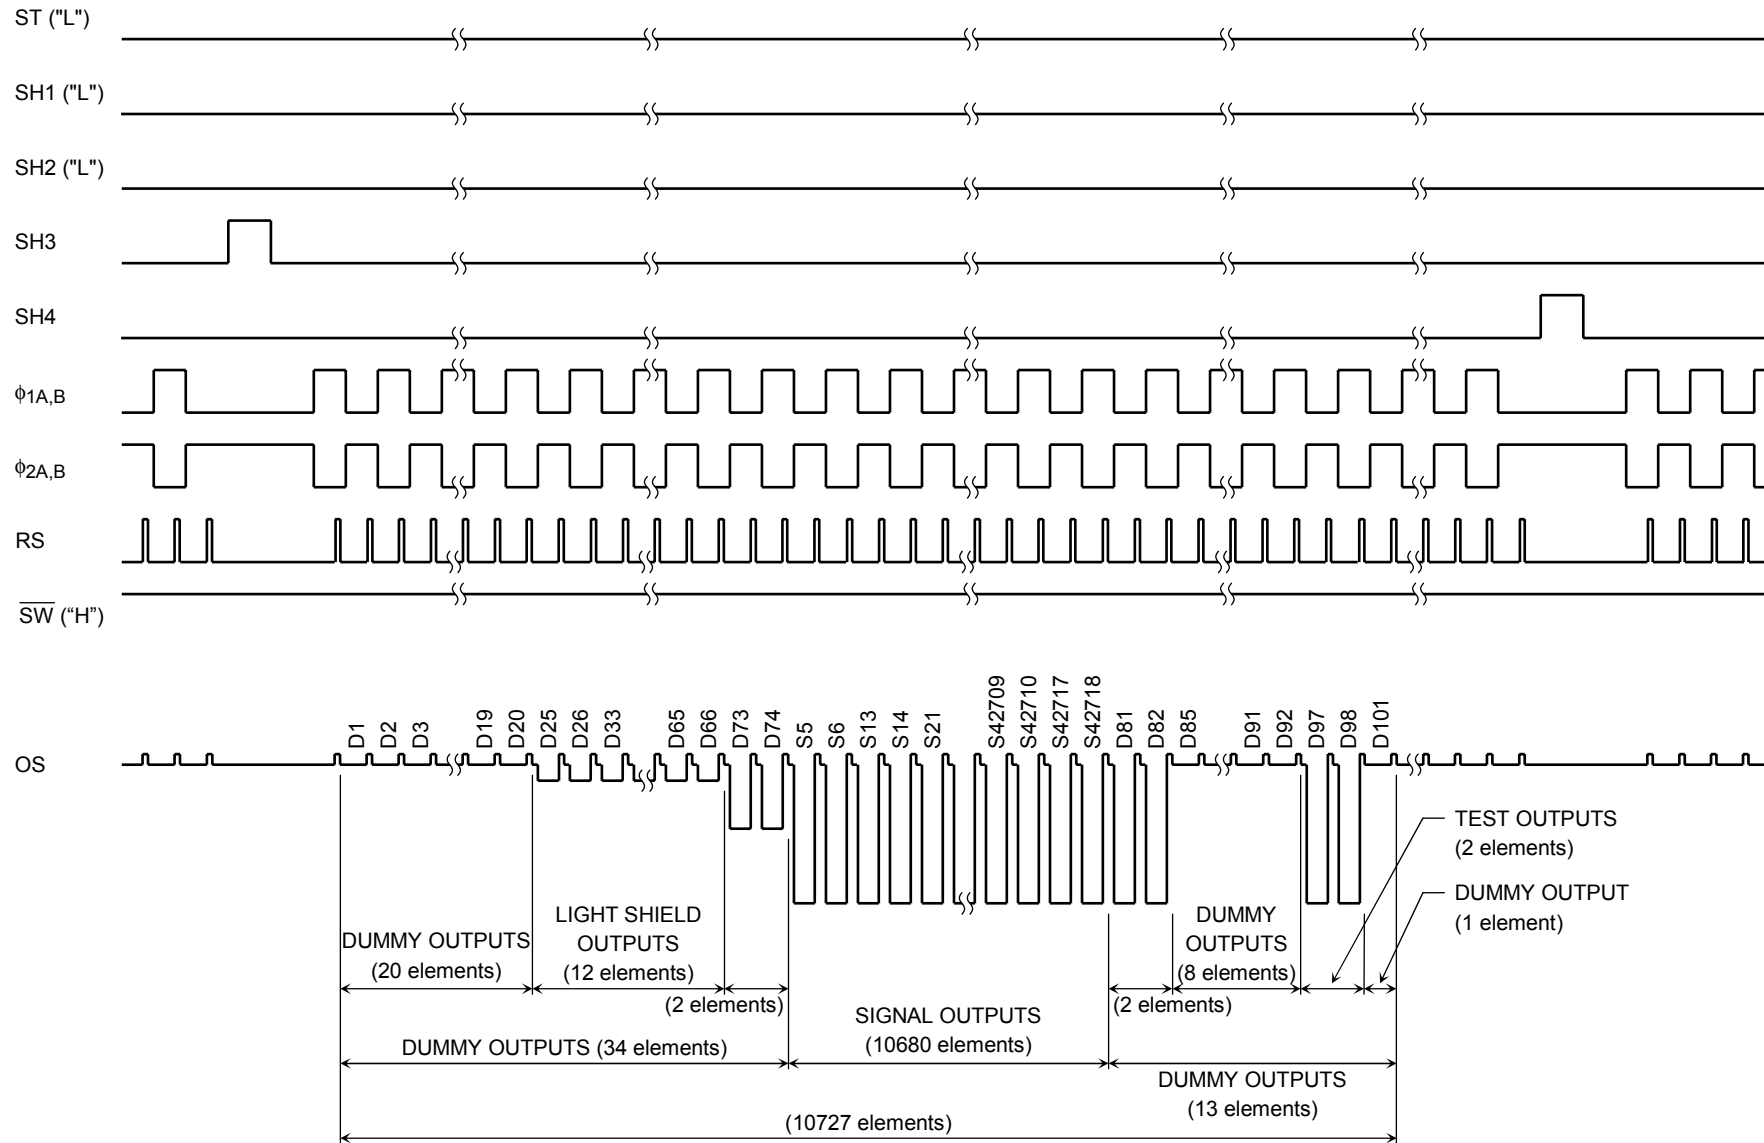 ST ("L")
SH1 ("L")
SH2 ("L")
SH3
SH4
ϕ1A,B
ϕ2A,B
RS
S̅W̅ (“H”)
OS
D1
D2
D3
D19
D20
D25
D26
D33
D65
D66
D73
D74
S5
S6
S13
S14
S21
S42709
S42710
S42717
S42718
D81
D82
D85
D91
D92
D97
D98
D101
TEST OUTPUTS
(2 elements)
DUMMY OUTPUT
(1 element)
DUMMY OUTPUTS
(20 elements)
LIGHT SHIELD
OUTPUTS
(12 elements)
(2 elements)
DUMMY
OUTPUTS
(8 elements)
(2 elements)
SIGNAL OUTPUTS
(10680 elements)
DUMMY OUTPUTS (34 elements)
DUMMY OUTPUTS
(13 elements)
(10727 elements)